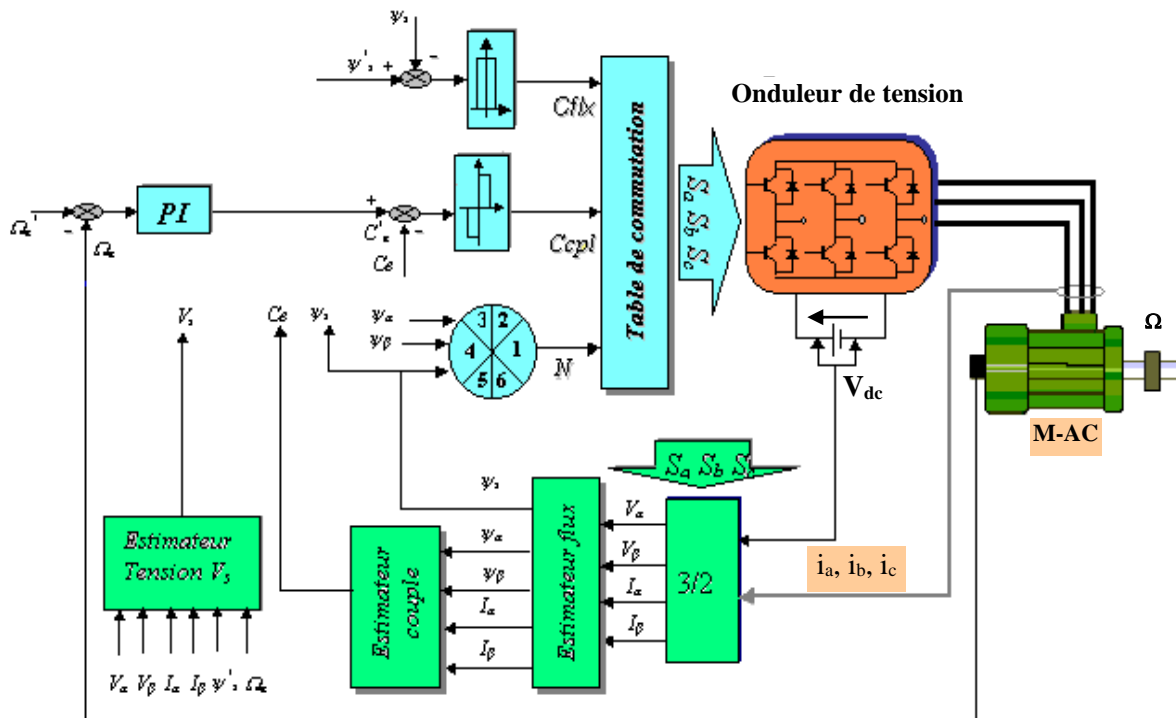 Ψs
Ψ's + -
Cflx
Onduleur de tension
Table de commutation
Sa Sb Sc
PI
Ω'r -
Ωr
+
C'e -
Ce
Ccpl
Vs
Ce
Ψs
Ψα
Ψβ
3 2
4 1
5 6
N
Vdc
Ω
M-AC
Sa Sb S
Ψs
Ψα
Ψβ
Iα
Iβ
Vα
Vβ
Iα
Iβ
Estimateur
Tension VS
Estimateur
couple
Estimateur flux
3/2
ia, ib, ic
Vα Vβ Iα Iβ Ψ's Ωr